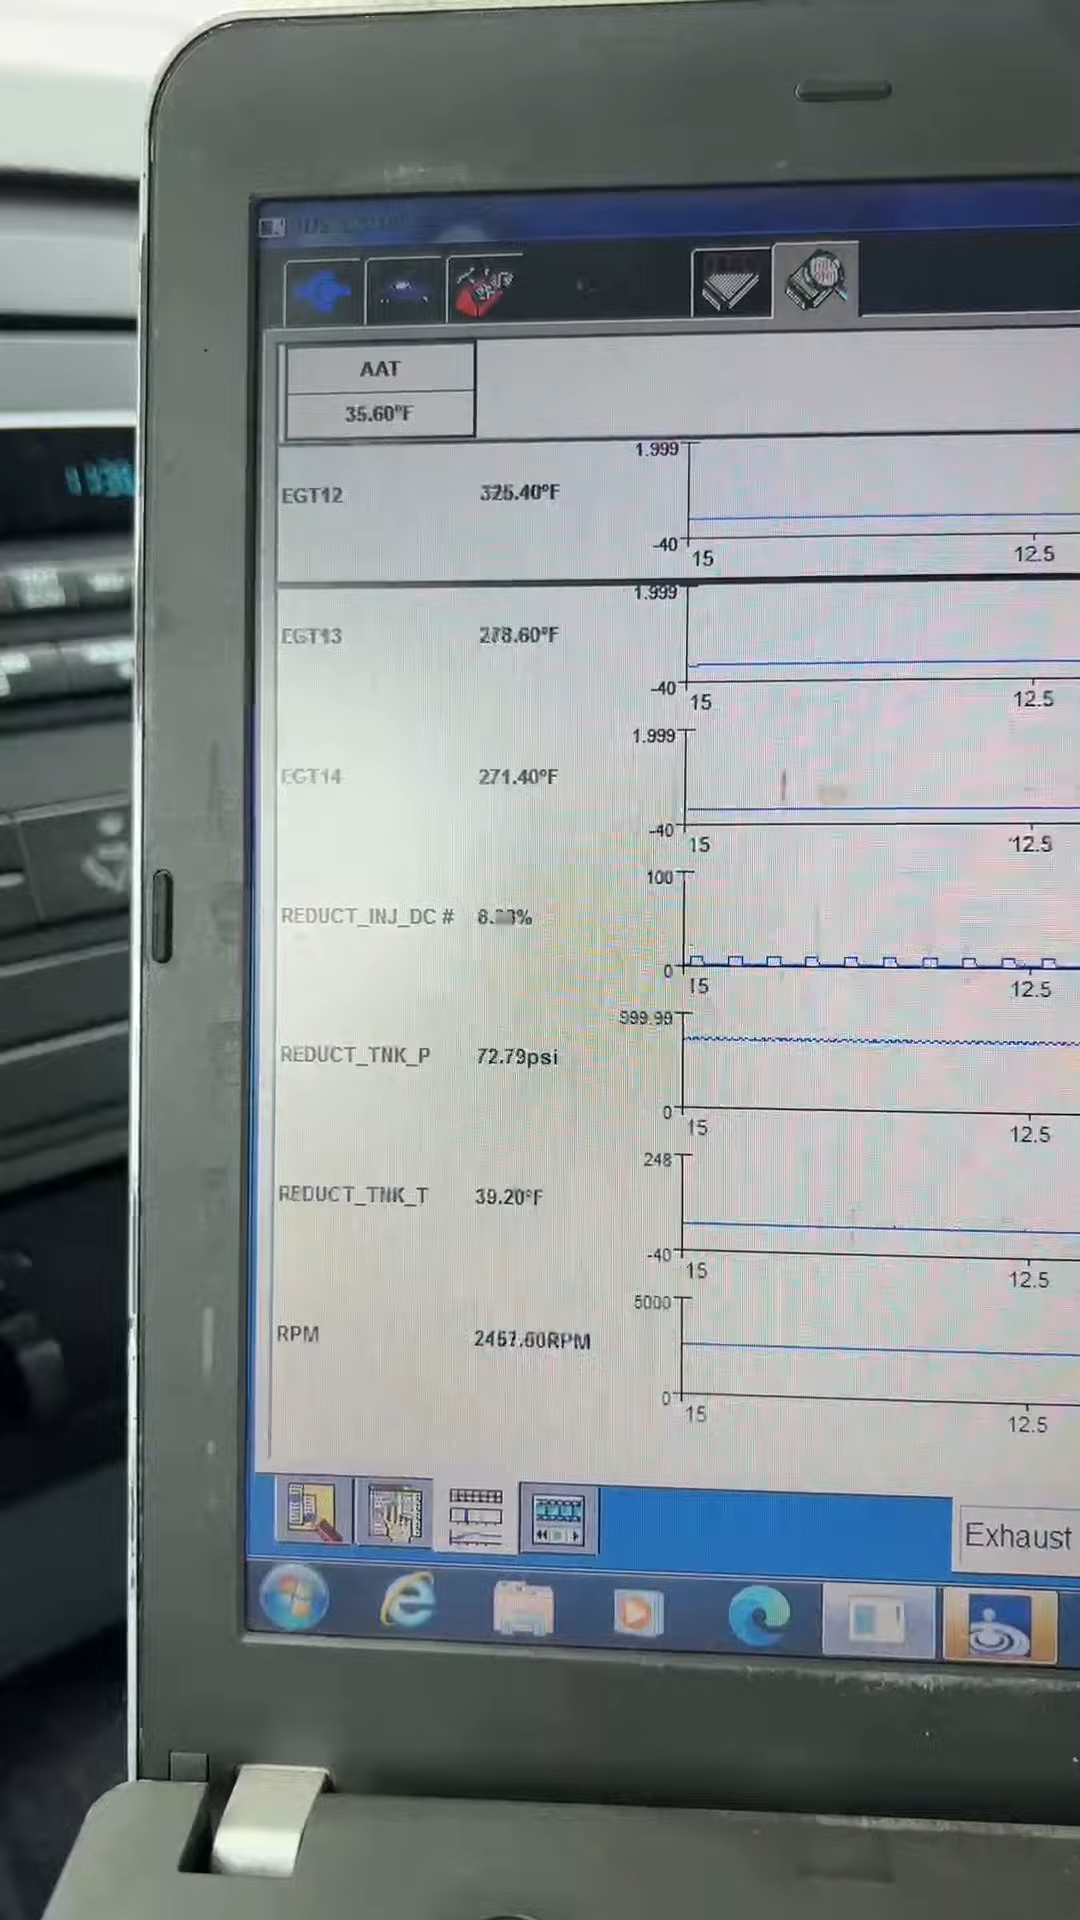 AAT
35.60°F
EGT12 325.40°F 1.999
-40 15 12.5
EGT13 278.60°F 1.999
-40 15 12.5
EGT14 271.40°F 1.999
-40 15 12.5
REDUCT_INJ_DC # 100
0 15 12.5
REDUCT_TNK_P 72.79psi 999.99
0 15 12.5
REDUCT_TNK_T 39.20°F 248
-40 15 12.5
RPM 2457.60RPM 5000
0 15 12.5
Exhaust